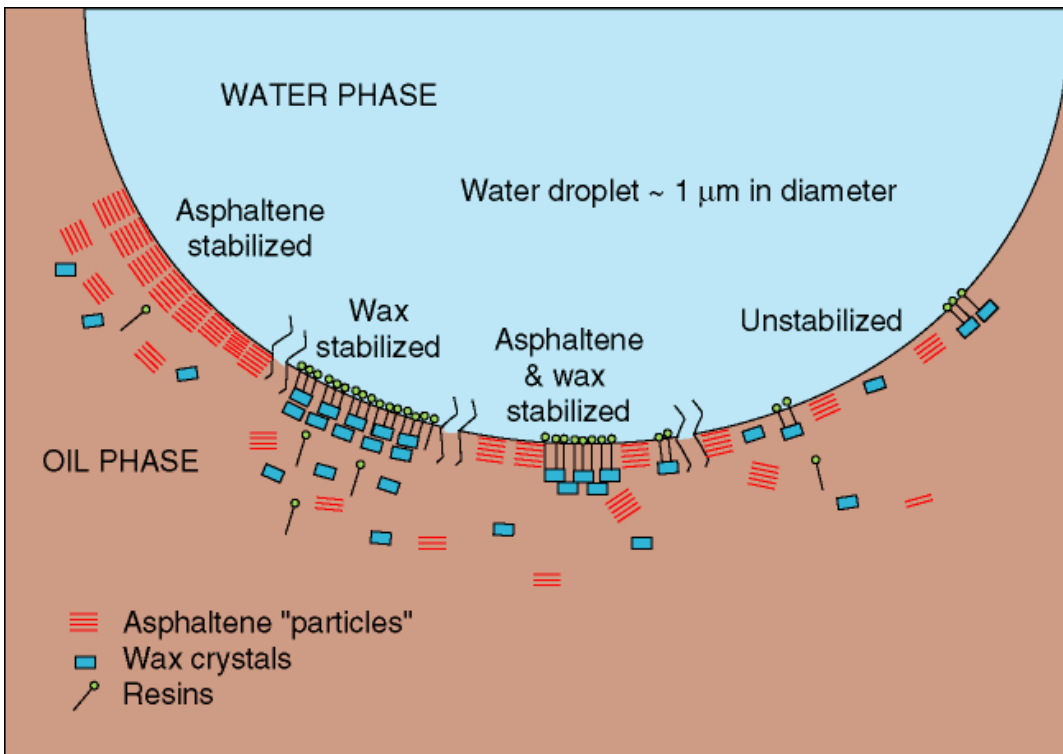 WATER PHASE
Water droplet ~ 1 μm in diameter
Asphaltene
stabilized
Wax
stabilized
Asphaltene
& wax
stabilized
Unstabilized
OIL PHASE
Asphaltene "particles"
Wax crystals
Resins